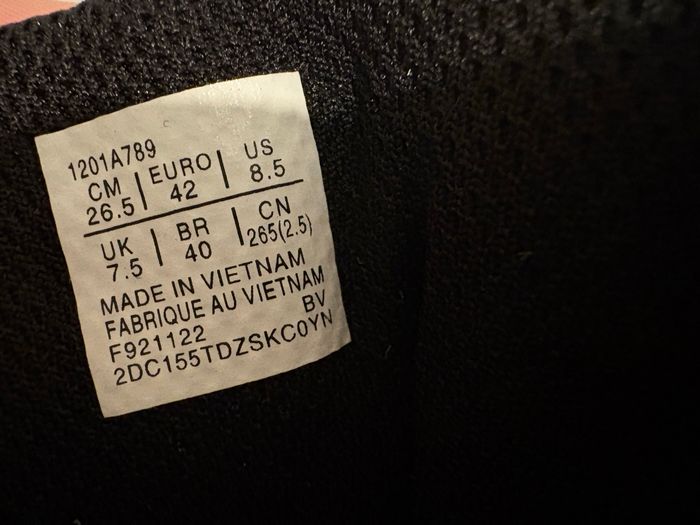 1201A789
CM | EURO | US
26.5 | 42 | 8.5
UK | BR | CN
7.5 | 40 | 265(2.5)
MADE IN VIETNAM
FABRIQUE AU VIETNAM
F921122 BV
2DC155TDZSKC0YN